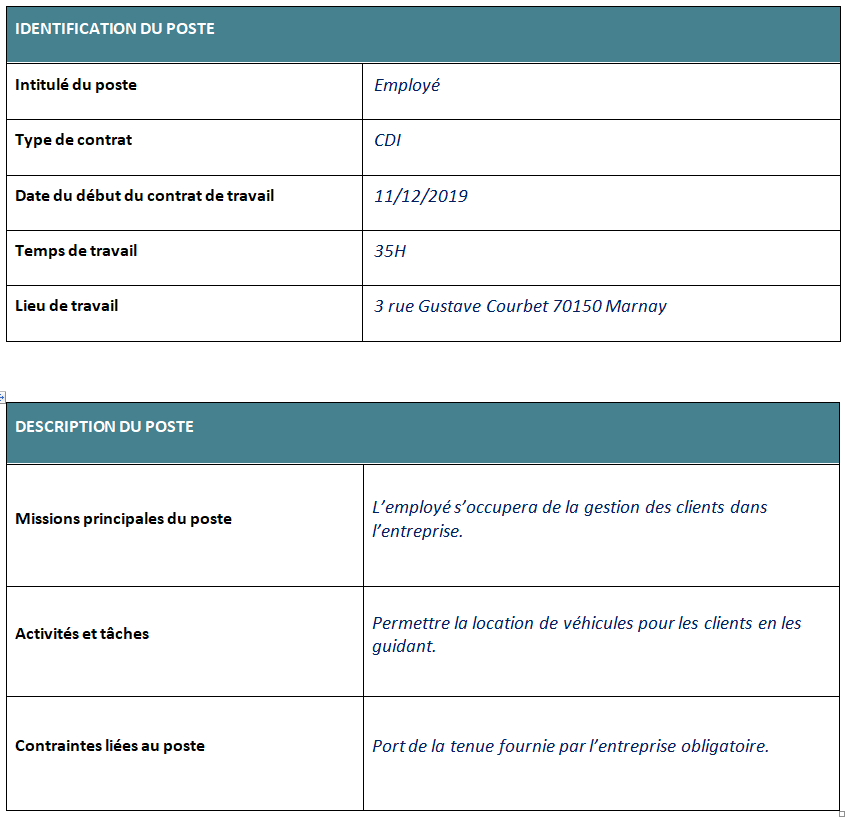 IDENTIFICATION DU POSTE
Intitulé du poste
Employé
Type de contrat
CDI
Date du début du contrat de travail
11/12/2019
Temps de travail
35H
Lieu de travail
3 rue Gustave Courbet 70150 Marnay
DESCRIPTION DU POSTE
Missions principales du poste
L’employé s’occupera de la gestion des clients dans
l’entreprise.
Activités et tâches
Permettre la location de véhicules pour les clients en les
guidant.
Contraintes liées au poste
Port de la tenue fournie par l’entreprise obligatoire.